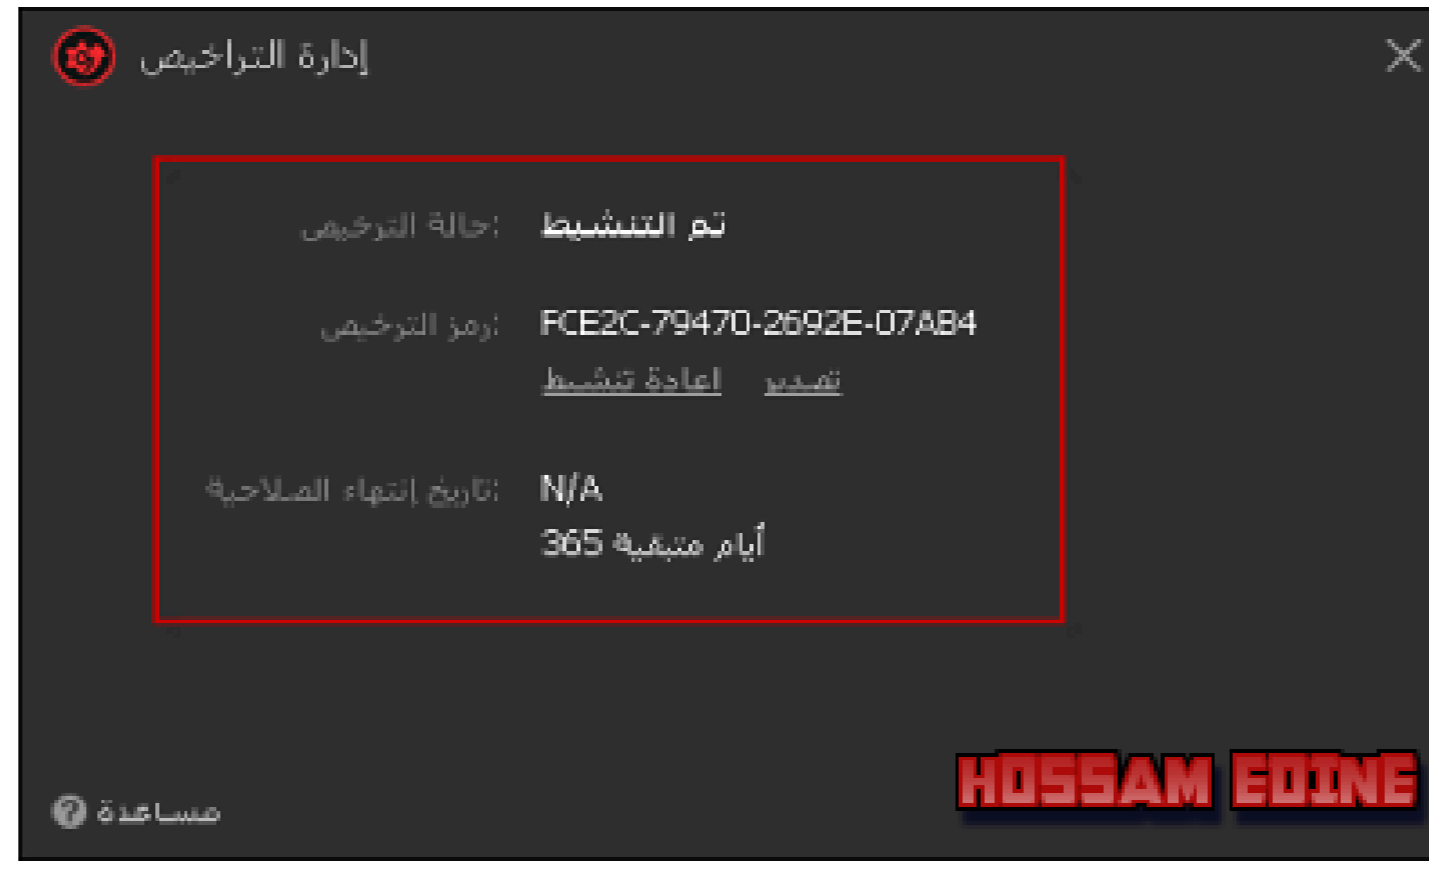 إدارة التراخيص
حالة الترخيص: تم التنشيط
رمز الترخيص: FCE2C-79470-2692E-07AB4
اعادة تنشيط تمديد
تاريخ إنتهاء الصلاحية: N/A
أيام متبقية 365
مساعدة
HOSSAM EDINE